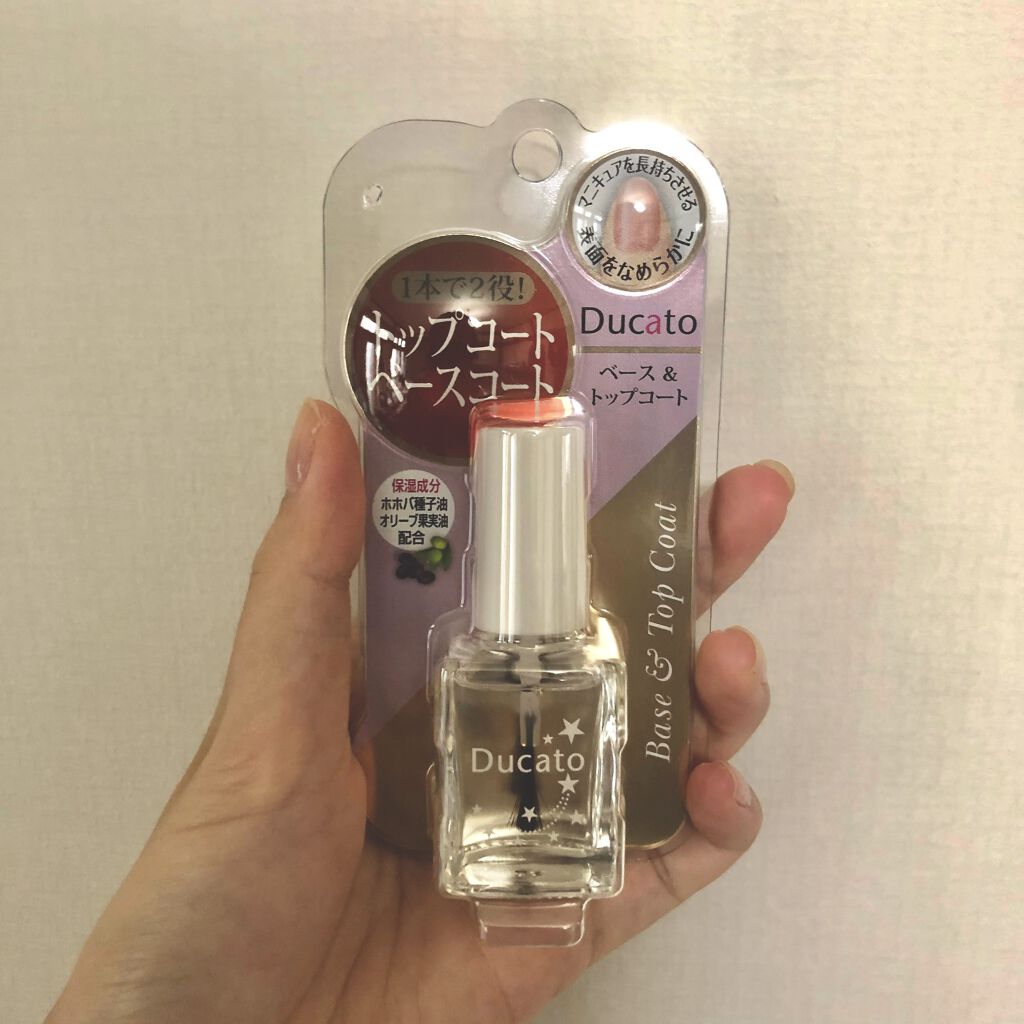 マニキュアを長持ちさせる
表面をなめらかに
1本で2役!
トップコート
ベースコート
Ducato
ベース &
トップコート
保湿成分
ホホバ種子油
オリーブ果実油
配合
Base & Top Coat
Ducato